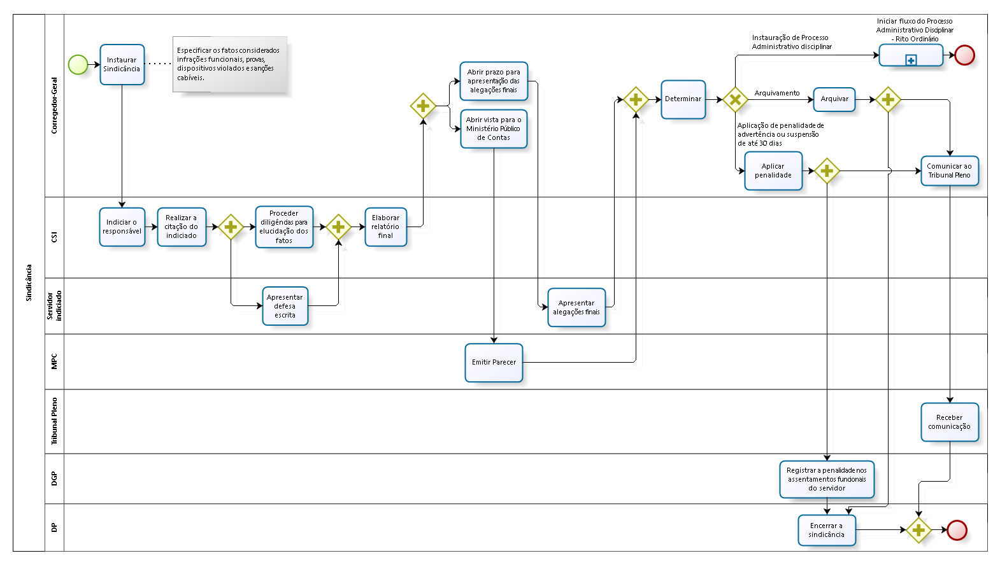 Sindicância
Corregedor-Geral
CSI
Servidor
indiciado
MPC
Tribunal Pleno
DGP
DP
Instaurar
Sindicância
Especificar os fatos considerados
infrações funcionais, provas,
dispositivos violados e sanções
cabíveis.
Abrir prazo para
apresentação das
alegações finais
Abrir vista para o
Ministério Público
de Contas
Determinar
Instauração de Processo
Administrativo disciplinar
Iniciar fluxo do Processo
Administrativo Disciplinar
- Rito Ordinário
Arquivamento
Arquivar
Aplicação de penalidade de
advertência ou suspensão
de até 30 dias
Aplicar
penalidade
Comunicar ao
Tribunal Pleno
Indiciar o
responsável
Realizar a
citação do
indiciado
Proceder
diligências para
elucidação dos
fatos
Elaborar
relatório
final
Apresentar
defesa
escrita
Apresentar
alegações finais
Emitir Parecer
Receber
comunicação
Registrar a penalidade nos
assentamentos funcionais
do servidor
Encerrar a
sindicância